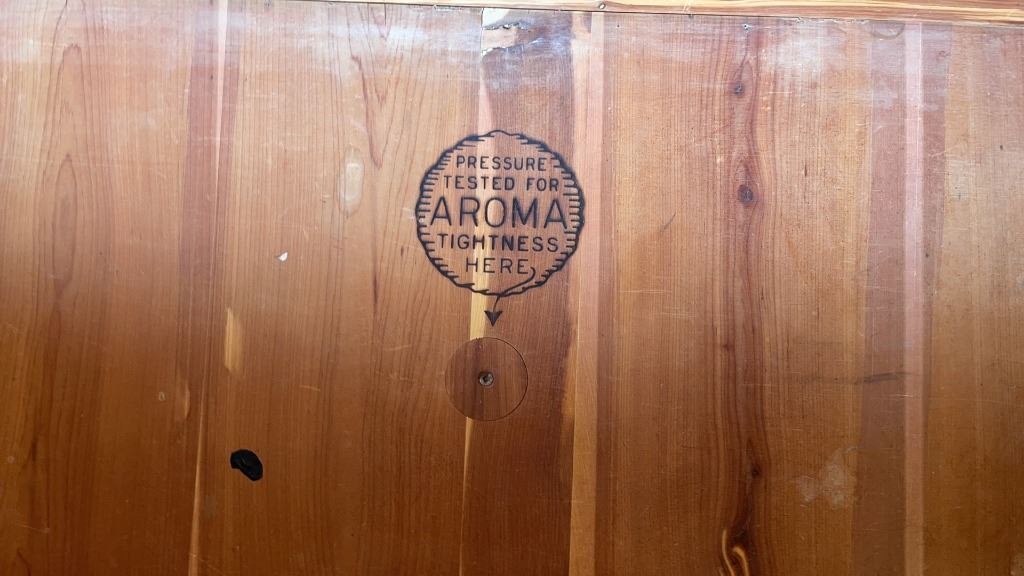 PRESSURE
TESTED FOR
AROMA
TIGHTNESS
HERE